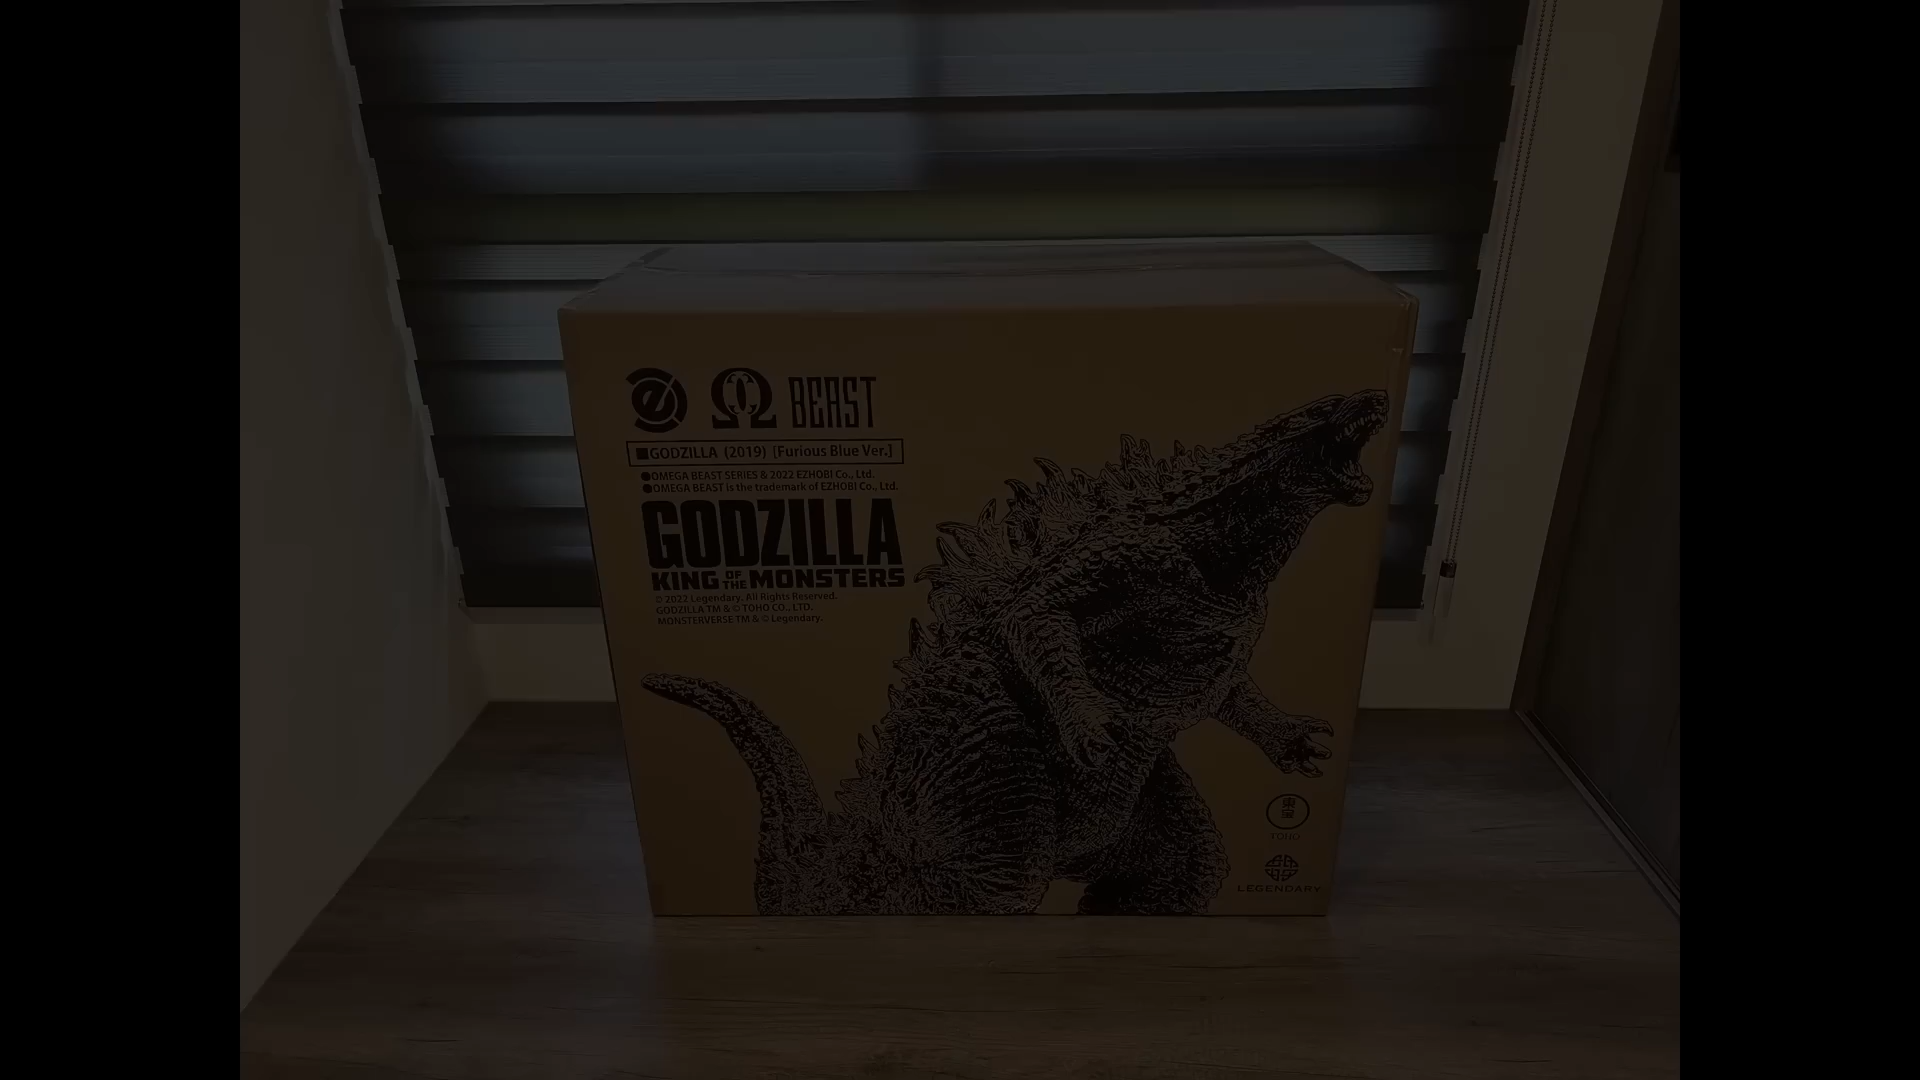 BEAST
■GODZILLA (2019) [Furious Blue Ver.]
●OMEGA BEAST SERIES & 2022 EZHOBI Co., Ltd.
●OMEGA BEAST is the trademark of EZHOBI Co., Ltd.
GODZILLA
KING OF THE MONSTERS
© 2022 Legendary. All Rights Reserved.
GODZILLA TM & © TOHO CO., LTD.
MONSTERVERSE TM & © Legendary.
東宝
TOHO
LEGENDARY